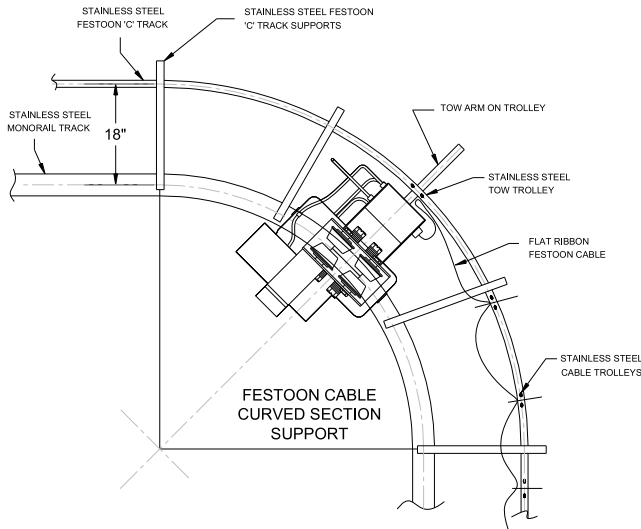 STAINLESS STEEL
FESTOON 'C' TRACK
STAINLESS STEEL FESTOON
'C' TRACK SUPPORTS
STAINLESS STEEL
MONORAIL TRACK
18"
TOW ARM ON TROLLEY
STAINLESS STEEL
TOW TROLLEY
FLAT RIBBON
FESTOON CABLE
STAINLESS STEEL
CABLE TROLLEYS
FESTOON CABLE
CURVED SECTION
SUPPORT